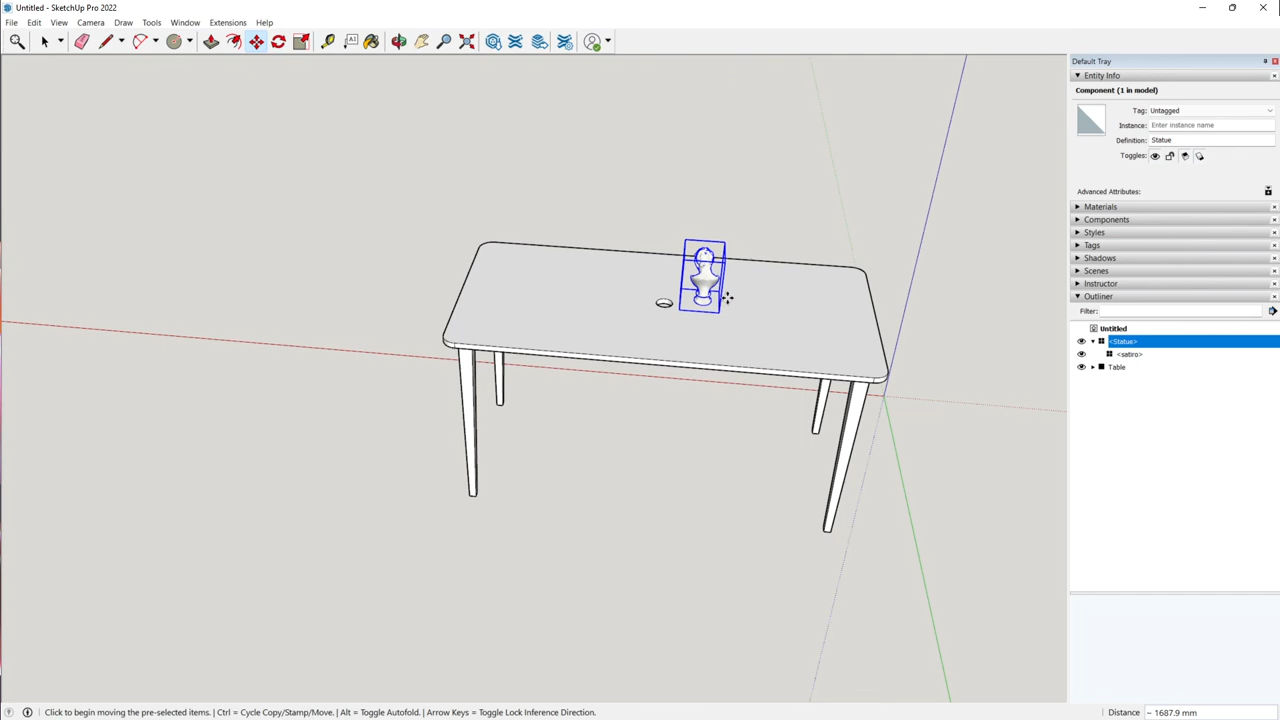 Untitled - SketchUp Pro 2022
File Edit View Camera Draw Tools Window Extensions Help
Default Tray
Entity Info
Component (1 in model)
Tag: Untagged
Instance: Enter instance name
Definition: Statue
Toggles:
Advanced Attributes:
Materials
Components
Styles
Tags
Shadows
Scenes
Instructor
Outliner
Filter:
Untitled
<Statue>
<satiro>
Table
Click to begin moving the pre-selected items. | Ctrl = Cycle Copy/Stamp/Move. | Alt = Toggle Autofold. | Arrow Keys = Toggle Lock Inference Direction.
Distance ~ 1687.9 mm